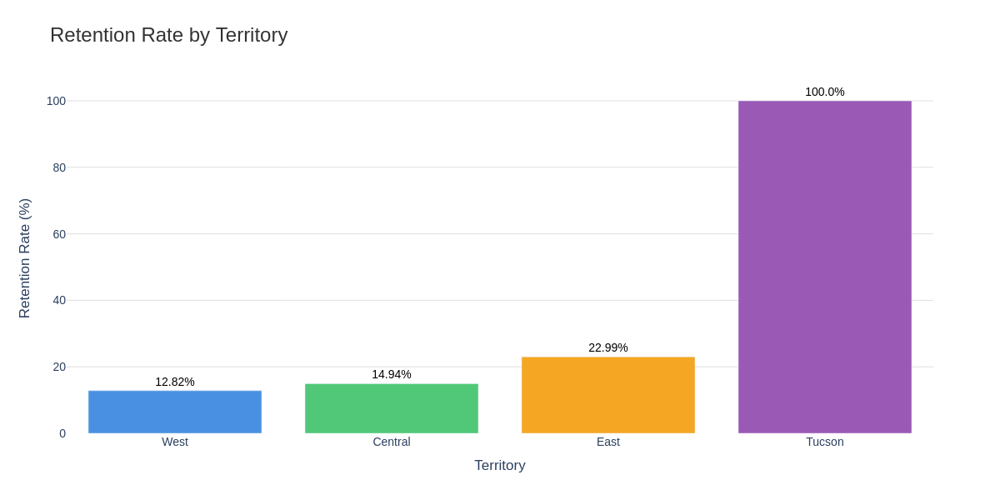 Retention Rate by Territory
100.0%
100
80
60
40
22.99%
20
14.94%
12.82%
0
West Central East Tucson
Territory
Retention Rate (%)